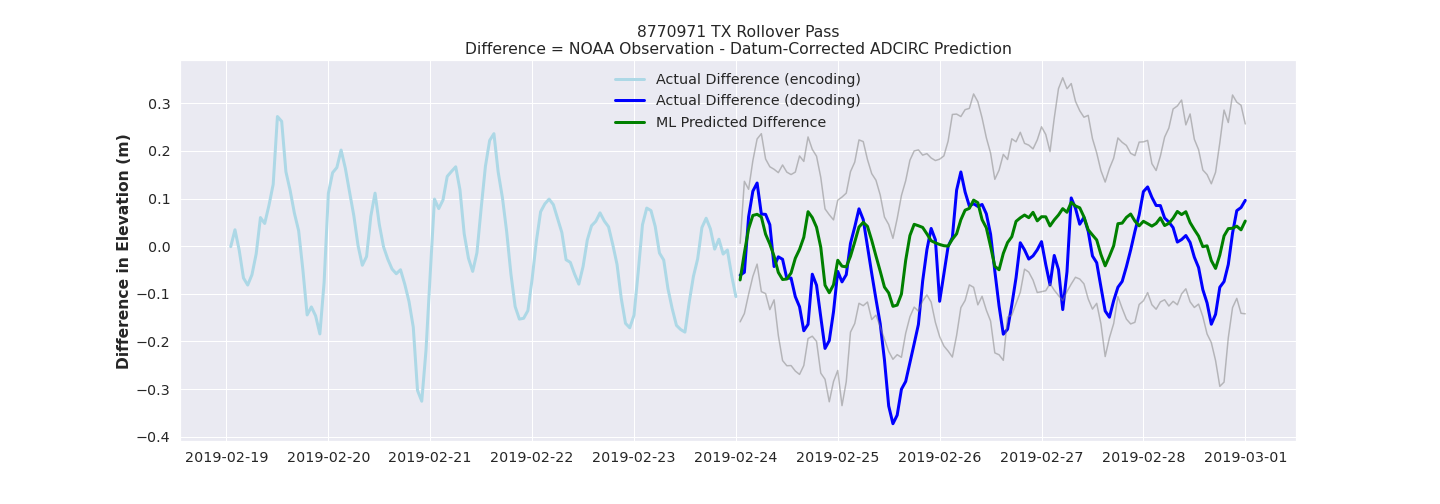 8770971 TX Rollover Pass
Difference = NOAA Observation - Datum-Corrected ADCIRC Prediction
Actual Difference (encoding)
Actual Difference (decoding)
ML Predicted Difference
Difference in Elevation (m)
0.3
0.2
0.1
0.0
−0.1
−0.2
−0.3
−0.4
2019-02-19 2019-02-20 2019-02-21 2019-02-22 2019-02-23 2019-02-24 2019-02-25 2019-02-26 2019-02-27 2019-02-28 2019-03-01